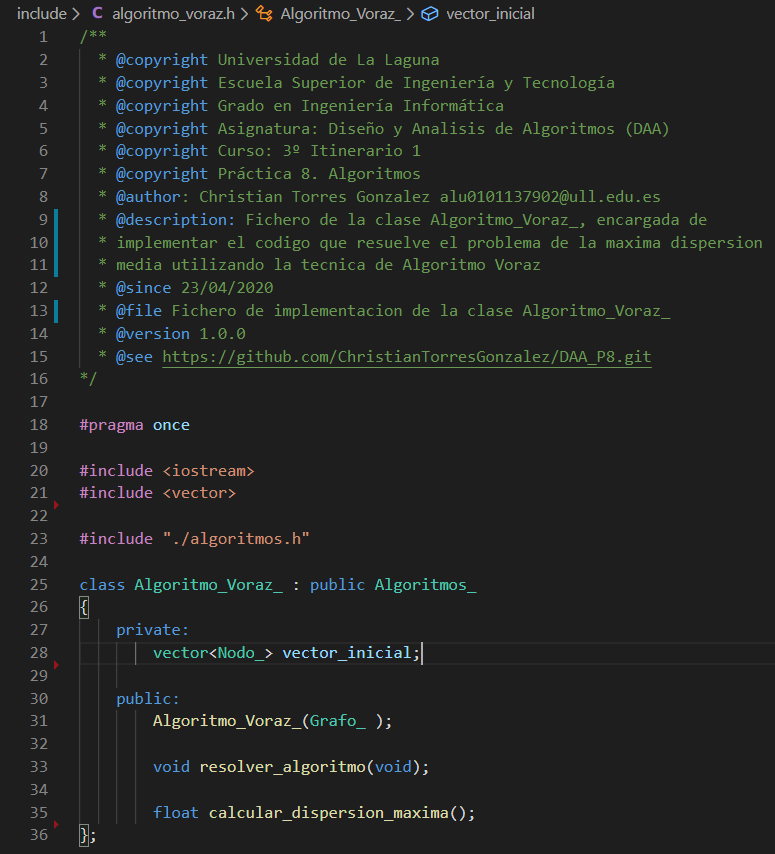 include > C algoritmo_voraz.h > Algoritmo_Voraz_ > vector_inicial
1 /**
2 * @copyright Universidad de La Laguna
3 * @copyright Escuela Superior de Ingeniería y Tecnología
4 * @copyright Grado en Ingeniería Informática
5 * @copyright Asignatura: Diseño y Analisis de Algoritmos (DAA)
6 * @copyright Curso: 3º Itinerario 1
7 * @copyright Práctica 8. Algoritmos
8 * @author: Christian Torres Gonzalez alu0101137902@ull.edu.es
9 * @description: Fichero de la clase Algoritmo_Voraz_, encargada de
10 * implementar el codigo que resuelve el problema de la maxima dispersion
11 * media utilizando la tecnica de Algoritmo Voraz
12 * @since 23/04/2020
13 * @file Fichero de implementacion de la clase Algoritmo_Voraz_
14 * @version 1.0.0
15 * @see https://github.com/ChristianTorresGonzalez/DAA_P8.git
16 */
17
18 #pragma once
19
20 #include <iostream>
21 #include <vector>
22
23 #include "./algoritmos.h"
24
25 class Algoritmo_Voraz_ : public Algoritmos_
26 {
27 private:
28 vector<Nodo_> vector_inicial;
29
30 public:
31 Algoritmo_Voraz_(Grafo_ );
32
33 void resolver_algoritmo(void);
34
35 float calcular_dispersion_maxima();
36 };